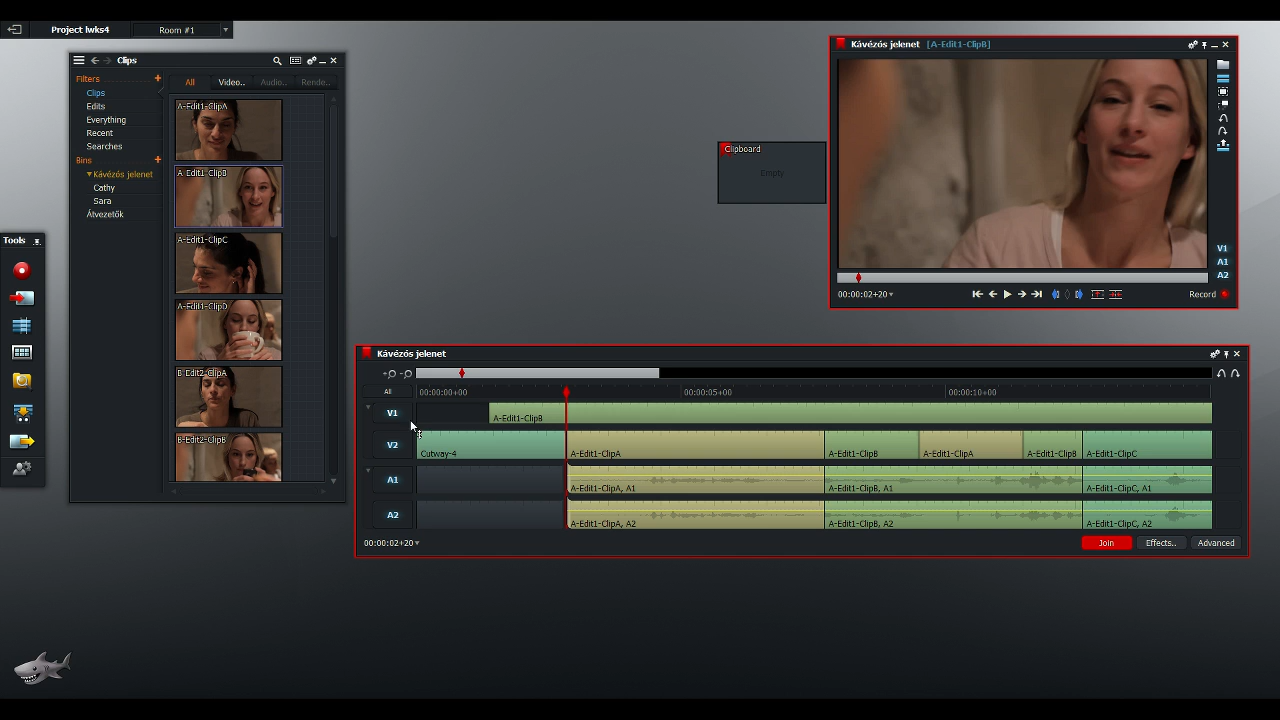 Project lwks4
Room #1
Clips
Filters
Clips
Edits
Everything
Recent
Searches
Bins
Kávézós jelenet
Cathy
Sara
Átvezetők
All
Video..
Audio..
Rende..
A-Edit1-ClipA
A-Edit1-ClipB
A-Edit1-ClipC
A-Edit1-ClipD
B-Edit2-ClipA
B-Edit2-ClipB
Tools
Clipboard
Empty
Kávézós jelenet [A-Edit1-ClipB]
V1
A1
A2
00:00:02+20
Record
Kávézós jelenet
All
00:00:00+00
00:00:05+00
00:00:10+00
V1
A-Edit1-ClipB
V2
Cutway-4
A-Edit1-ClipA
A-Edit1-ClipB
A-Edit1-ClipA
A-Edit1-ClipB
A-Edit1-ClipC
A1
A-Edit1-ClipA, A1
A-Edit1-ClipB, A1
A-Edit1-ClipC, A1
A2
A-Edit1-ClipA, A2
A-Edit1-ClipB, A2
A-Edit1-ClipC, A2
00:00:02+20
Join
Effects..
Advanced